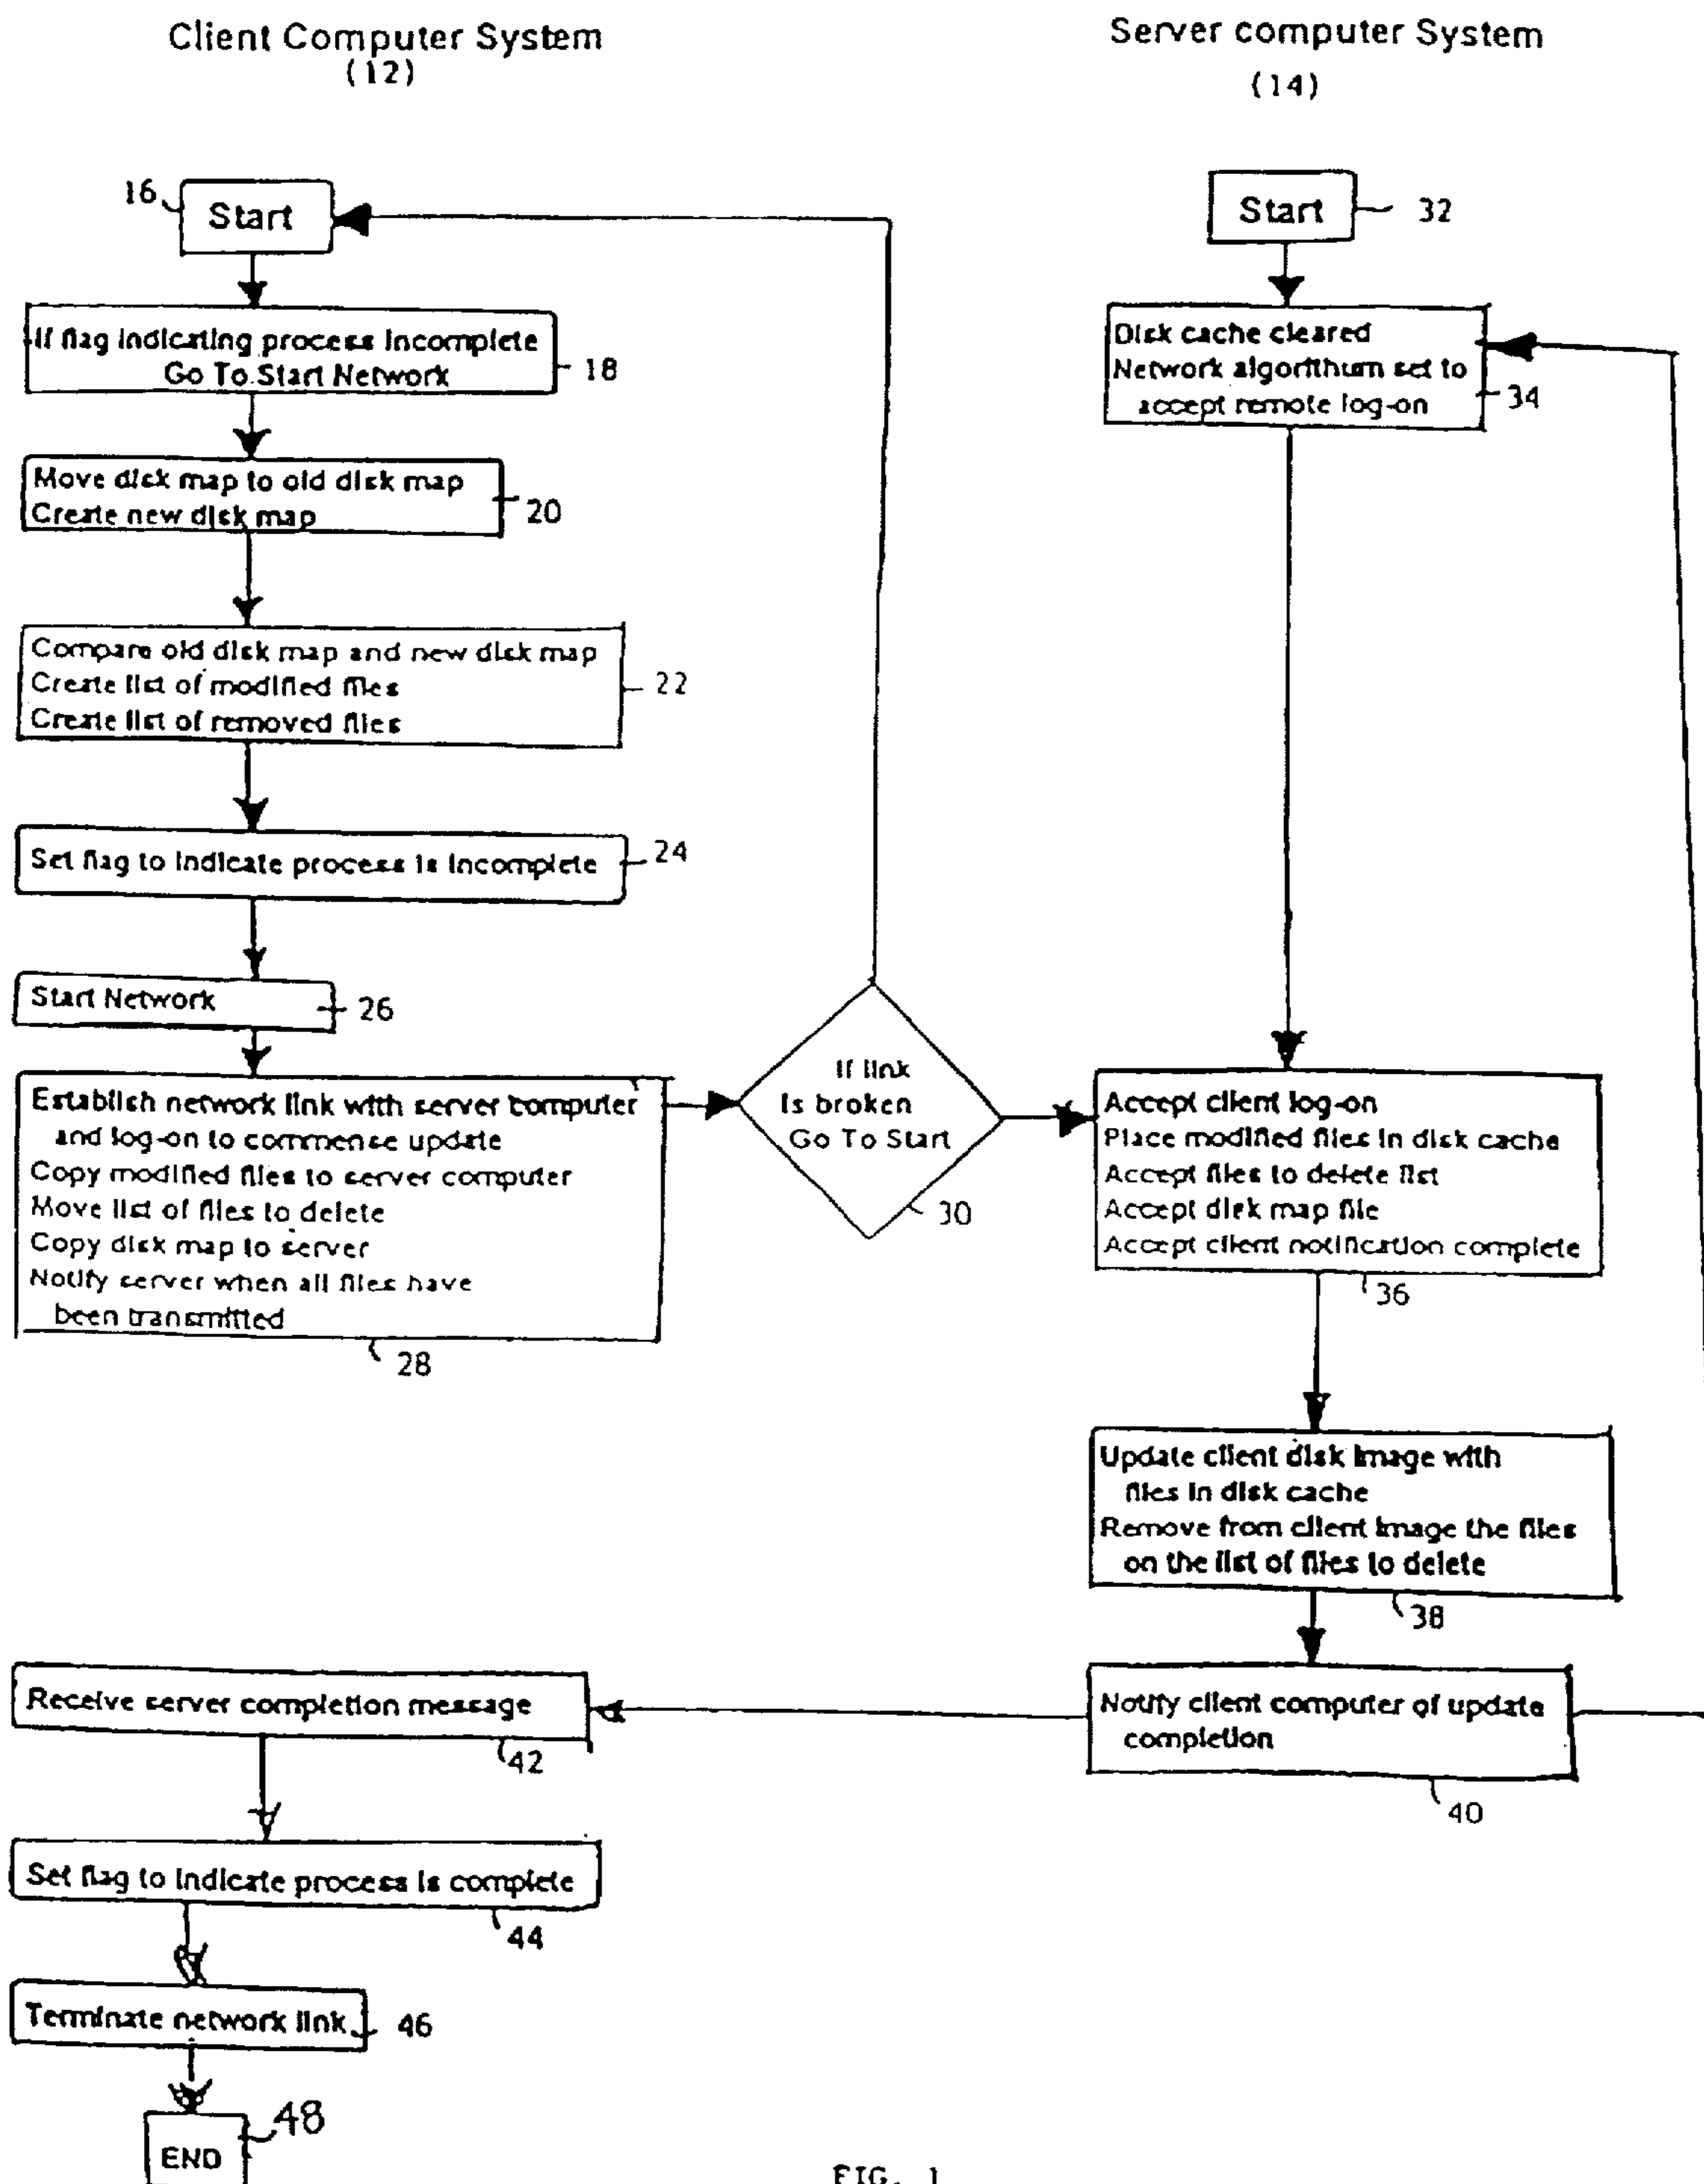 Client Computer System
(12)
Server computer System
(14)
16
Start
If flag indicating process incomplete
Go To Start Network
18
Move disk map to old disk map
Create new disk map
20
Compare old disk map and new disk map
Create list of modified files
Create list of removed files
22
Set flag to indicate process is incomplete
24
Start Network
26
Establish network link with server computer
and log-on to commense update
Copy modified files to server computer
Move list of files to delete
Copy disk map to server
Notify server when all files have
been transmitted
28
If link
Is broken
Go To Start
30
Start
32
Disk cache cleared
Network algorithum set to
accept remote log-on
34
Accept client log-on
Place modified files in disk cache
Accept files to delete list
Accept disk map file
Accept client notification complete
36
Update client disk image with
files in disk cache
Remove from client image the files
on the list of files to delete
38
Notify client computer of update
completion
40
Receive server completion message
42
Set flag to indicate process is complete
44
Terminate network link
46
END
48
FIG. 1